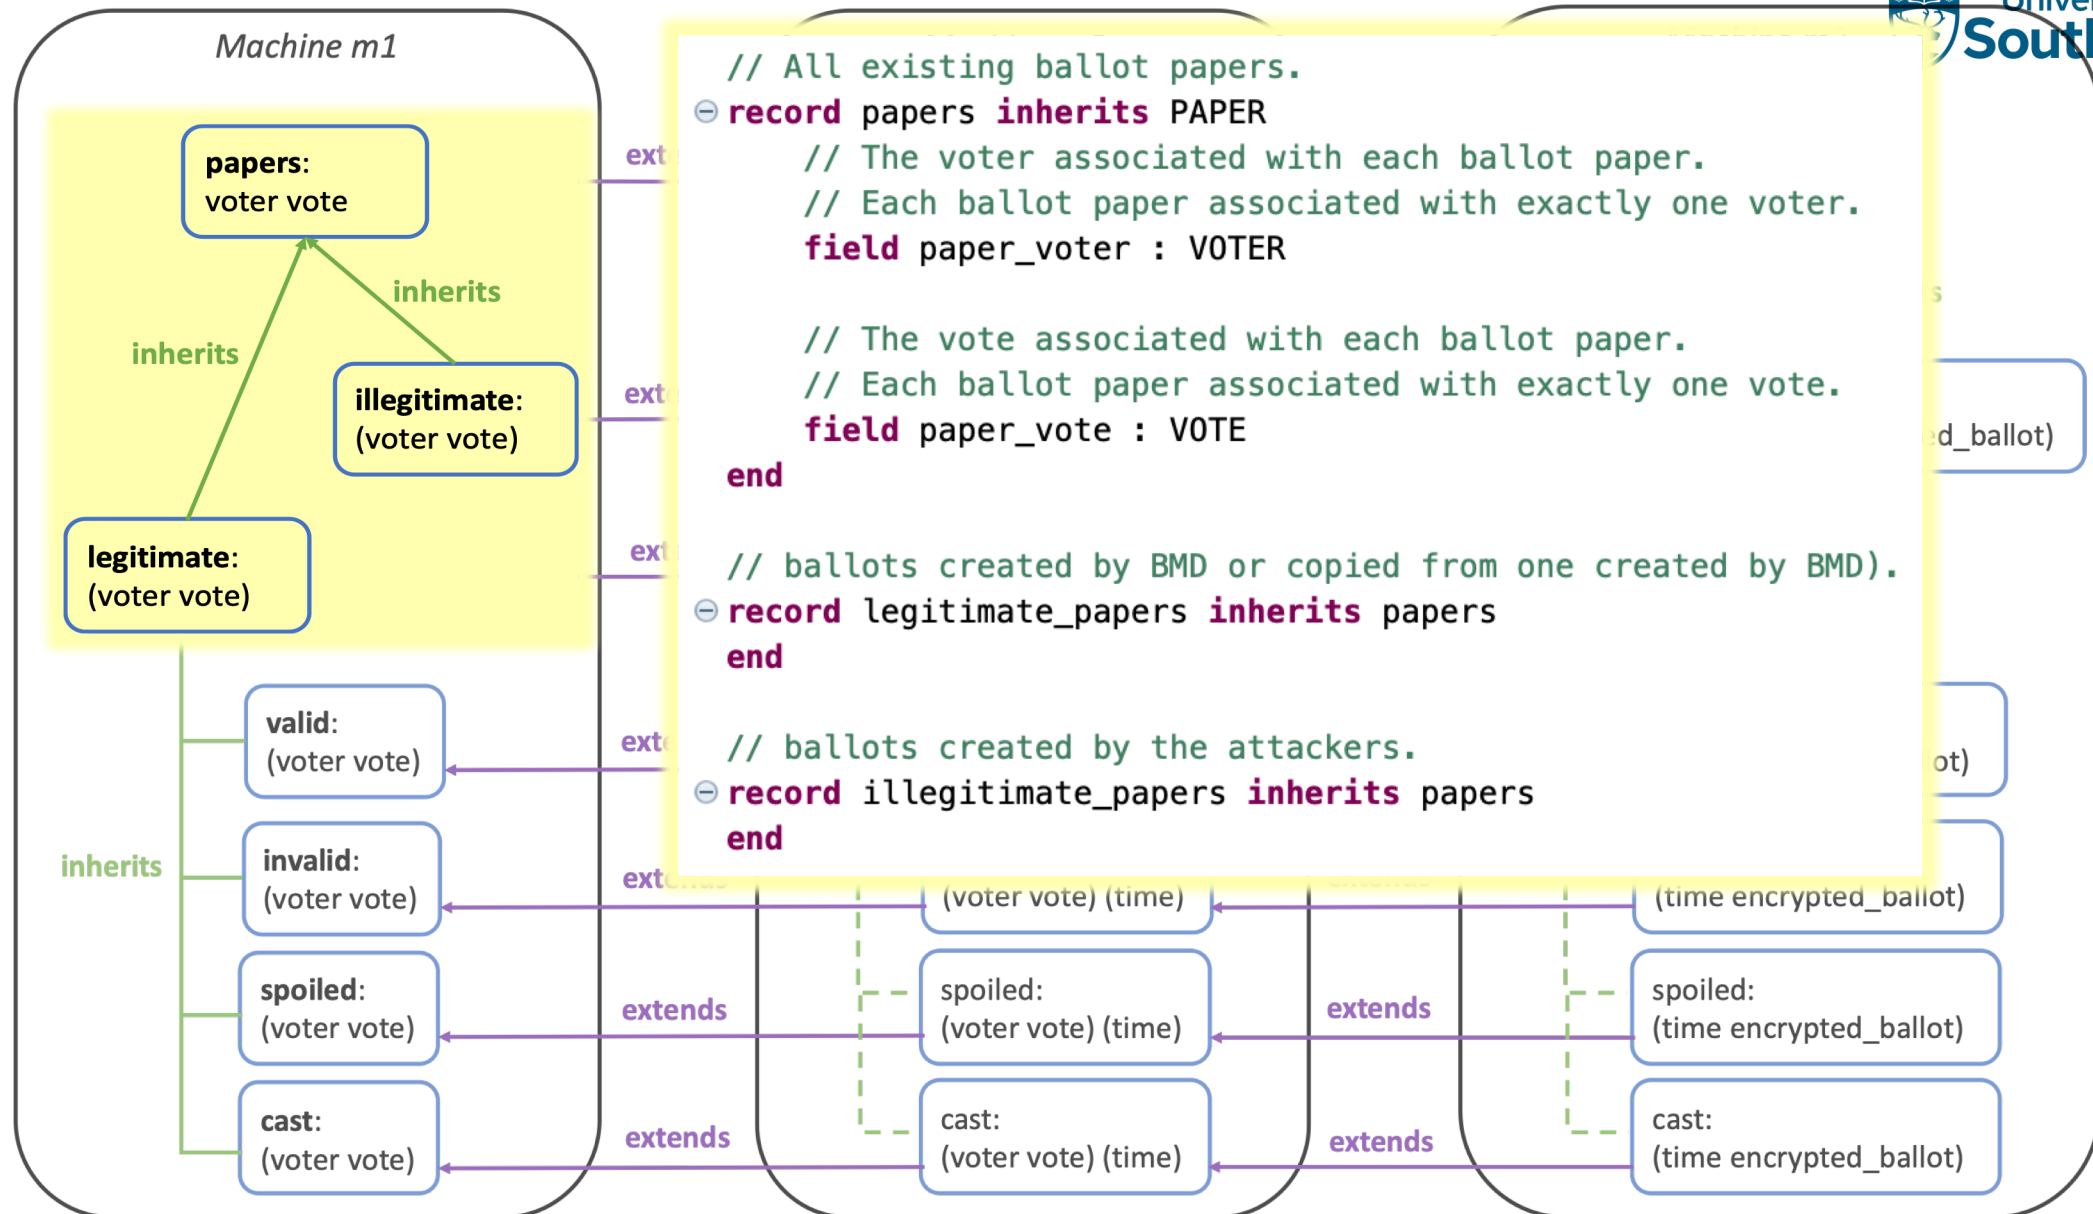 Machine m1
papers:
voter vote
inherits
inherits
illegitimate:
(voter vote)
legitimate:
(voter vote)
inherits
valid:
(voter vote)
invalid:
(voter vote)
spoiled:
(voter vote)
cast:
(voter vote)
// All existing ballot papers.
record papers inherits PAPER
// The voter associated with each ballot paper.
// Each ballot paper associated with exactly one voter.
field paper_voter : VOTER
// The vote associated with each ballot paper.
// Each ballot paper associated with exactly one vote.
field paper_vote : VOTE
end
// ballots created by BMD or copied from one created by BMD).
record legitimate_papers inherits papers
end
// ballots created by the attackers.
record illegitimate_papers inherits papers
end
(voter vote) (time)
extends
spoiled:
(voter vote) (time)
extends
cast:
(voter vote) (time)
(time encrypted_ballot)
extends
spoiled:
(time encrypted_ballot)
extends
cast:
(time encrypted_ballot)